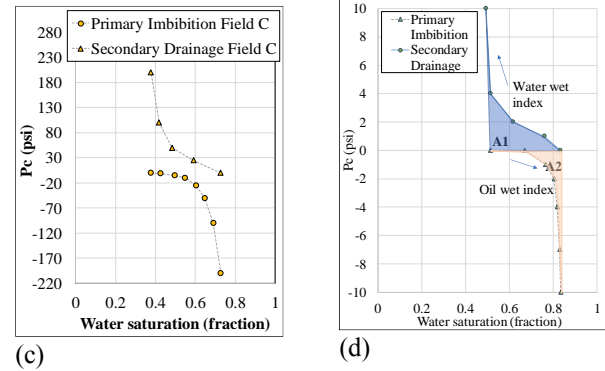 Primary Imbibition Field C
Secondary Drainage Field C
280
230
180
130
80
30
-20
-70
-120
-170
-220
Pc (psi)
0
0.2
0.4
0.6
0.8
1
Water saturation (fraction)
(c)
Primary
Imbibition
Secondary
Drainage
Water wet
index
A1
A2
Oil wet index
10
8
6
4
2
0
-2
-4
-6
-8
-10
Pc (psi)
0
0.2
0.4
0.6
0.8
1
Water saturation (fraction)
(d)